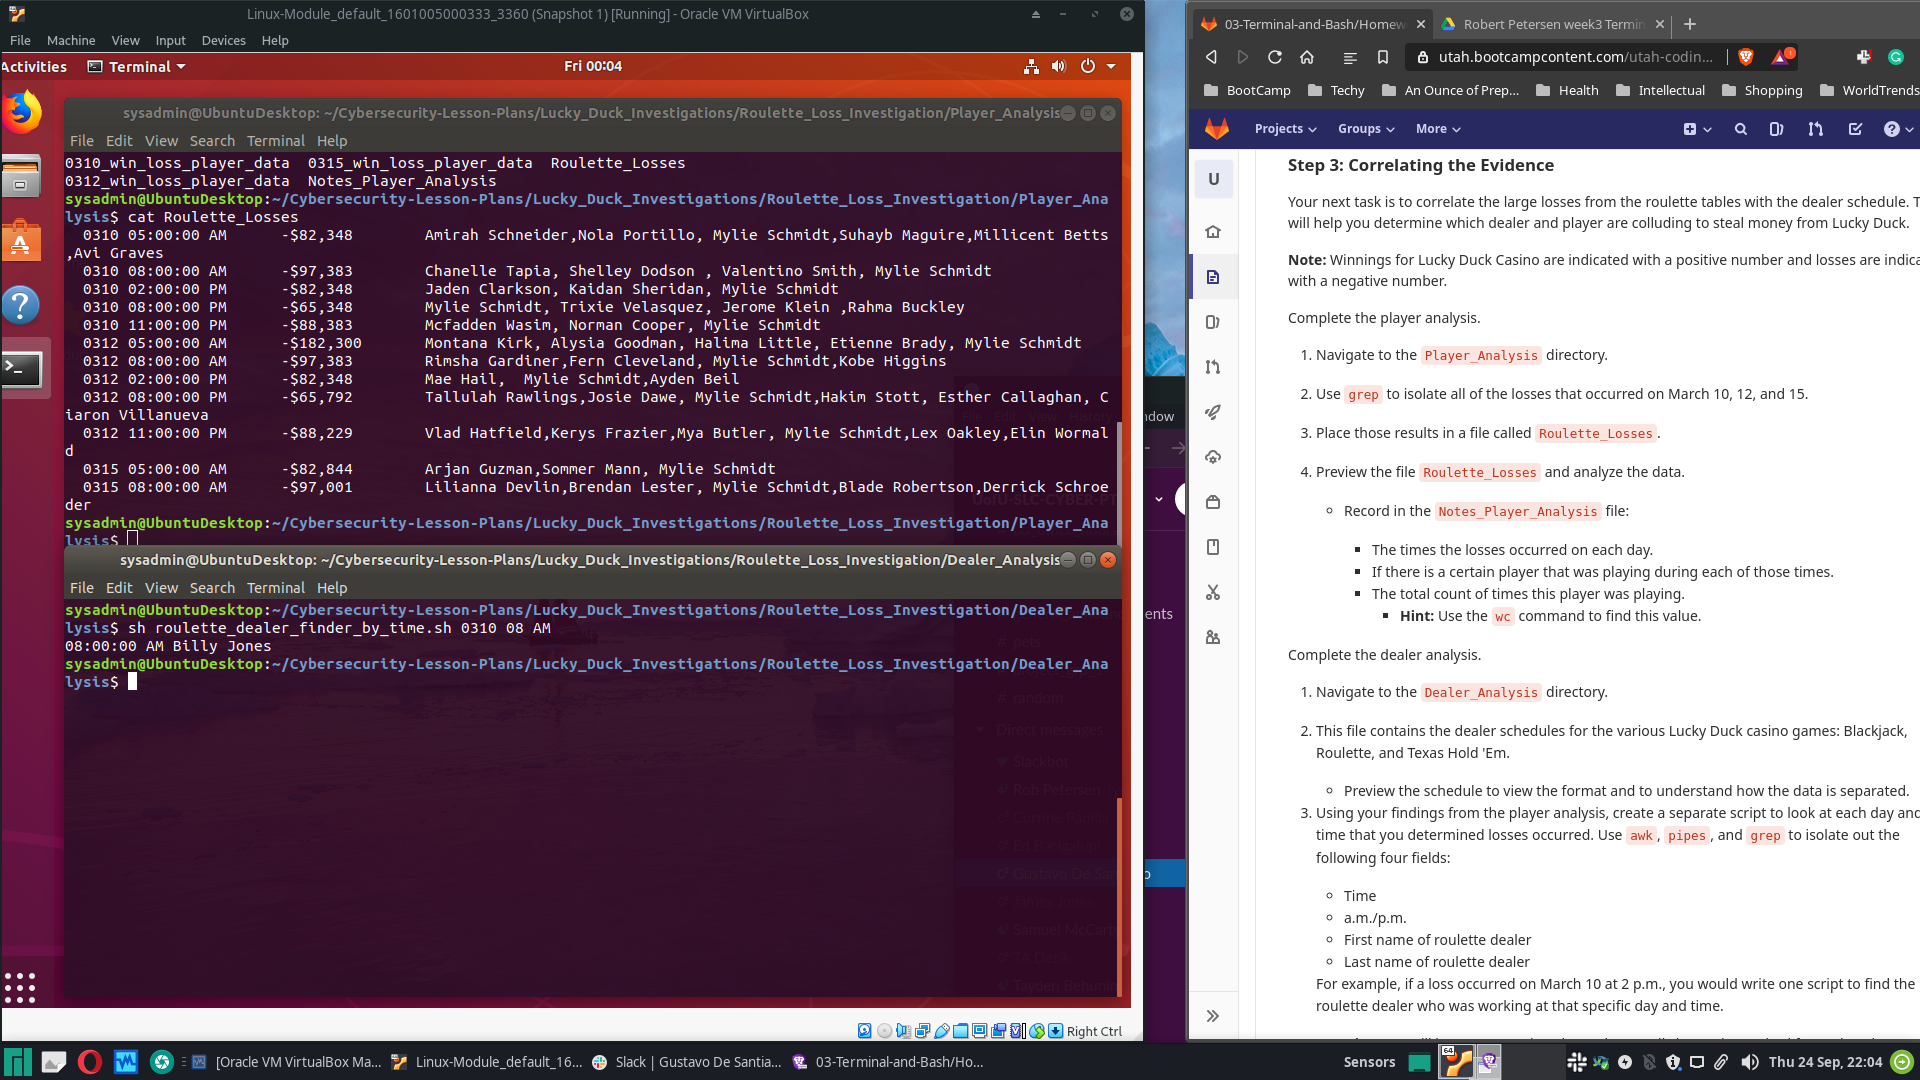 Linux-Module_default_1601005000333_3360 (Snapshot 1) [Running] - Oracle VM VirtualBox
File Machine View Input Devices Help
Activities Terminal Fri 00:04
sysadmin@UbuntuDesktop: ~/Cybersecurity-Lesson-Plans/Lucky_Duck_Investigations/Roulette_Loss_Investigation/Player_Analysis
File Edit View Search Terminal Help
0310_win_loss_player_data 0315_win_loss_player_data Roulette_Losses
0312_win_loss_player_data Notes_Player_Analysis
sysadmin@UbuntuDesktop:~/Cybersecurity-Lesson-Plans/Lucky_Duck_Investigations/Roulette_Loss_Investigation/Player_Ana
lysis$ cat Roulette_Losses
0310 05:00:00 AM -$82,348 Amirah Schneider,Nola Portillo, Mylie Schmidt,Suhayb Maguire,Millicent Betts
,Avi Graves
0310 08:00:00 AM -$97,383 Chanelle Tapia, Shelley Dodson , Valentino Smith, Mylie Schmidt
0310 02:00:00 PM -$82,348 Jaden Clarkson, Kaidan Sheridan, Mylie Schmidt
0310 08:00:00 PM -$65,348 Mylie Schmidt, Trixie Velasquez, Jerome Klein ,Rahma Buckley
0310 11:00:00 PM -$88,383 Mcfadden Wasim, Norman Cooper, Mylie Schmidt
0312 05:00:00 AM -$182,300 Montana Kirk, Alysia Goodman, Halima Little, Etienne Brady, Mylie Schmidt
0312 08:00:00 AM -$97,383 Rimsha Gardiner,Fern Cleveland, Mylie Schmidt,Kobe Higgins
0312 02:00:00 PM -$82,348 Mae Hail, Mylie Schmidt,Ayden Beil
0312 08:00:00 PM -$65,792 Tallulah Rawlings,Josie Dawe, Mylie Schmidt,Hakim Stott, Esther Callaghan, C
iaron Villanueva
0312 11:00:00 PM -$88,229 Vlad Hatfield,Kerys Frazier,Mya Butler, Mylie Schmidt,Lex Oakley,Elin Wormal
d
0315 05:00:00 AM -$82,844 Arjan Guzman,Sommer Mann, Mylie Schmidt
0315 08:00:00 AM -$97,001 Lilianna Devlin,Brendan Lester, Mylie Schmidt,Blade Robertson,Derrick Schroe
der
sysadmin@UbuntuDesktop:~/Cybersecurity-Lesson-Plans/Lucky_Duck_Investigations/Roulette_Loss_Investigation/Player_Ana
lysis$
sysadmin@UbuntuDesktop: ~/Cybersecurity-Lesson-Plans/Lucky_Duck_Investigations/Roulette_Loss_Investigation/Dealer_Analysis
File Edit View Search Terminal Help
sysadmin@UbuntuDesktop:~/Cybersecurity-Lesson-Plans/Lucky_Duck_Investigations/Roulette_Loss_Investigation/Dealer_Ana
lysis$ sh roulette_dealer_finder_by_time.sh 0310 08 AM
08:00:00 AM Billy Jones
sysadmin@UbuntuDesktop:~/Cybersecurity-Lesson-Plans/Lucky_Duck_Investigations/Roulette_Loss_Investigation/Dealer_Ana
lysis$
pets
random
Direct messages
Slackbot
Rob Petersen
Gustavo De San
Samuel McCar
ndow
ents
Right Ctrl
03-Terminal-and-Bash/Homew
Robert Petersen week3 Termin
utah.bootcampcontent.com/utah-codin...
BootCamp Techy An Ounce of Prep... Health Intellectual Shopping WorldTrends
Projects Groups More
U
Step 3: Correlating the Evidence
Your next task is to correlate the large losses from the roulette tables with the dealer schedule. T
will help you determine which dealer and player are colluding to steal money from Lucky Duck.
Note: Winnings for Lucky Duck Casino are indicated with a positive number and losses are indica
with a negative number.
Complete the player analysis.
1. Navigate to the Player_Analysis directory.
2. Use grep to isolate all of the losses that occurred on March 10, 12, and 15.
3. Place those results in a file called Roulette_Losses.
4. Preview the file Roulette_Losses and analyze the data.
Record in the Notes_Player_Analysis file:
The times the losses occurred on each day.
If there is a certain player that was playing during each of those times.
The total count of times this player was playing.
Hint: Use the wc command to find this value.
Complete the dealer analysis.
1. Navigate to the Dealer_Analysis directory.
2. This file contains the dealer schedules for the various Lucky Duck casino games: Blackjack,
Roulette, and Texas Hold 'Em.
Preview the schedule to view the format and to understand how the data is separated.
3. Using your findings from the player analysis, create a separate script to look at each day and
time that you determined losses occurred. Use awk, pipes, and grep to isolate out the
following four fields:
Time
a.m./p.m.
First name of roulette dealer
Last name of roulette dealer
For example, if a loss occurred on March 10 at 2 p.m., you would write one script to find the
roulette dealer who was working at that specific day and time.
[Oracle VM VirtualBox Ma... Linux-Module_default_16... Slack | Gustavo De Santia... 03-Terminal-and-Bash/Ho... Sensors Thu 24 Sep, 22:04